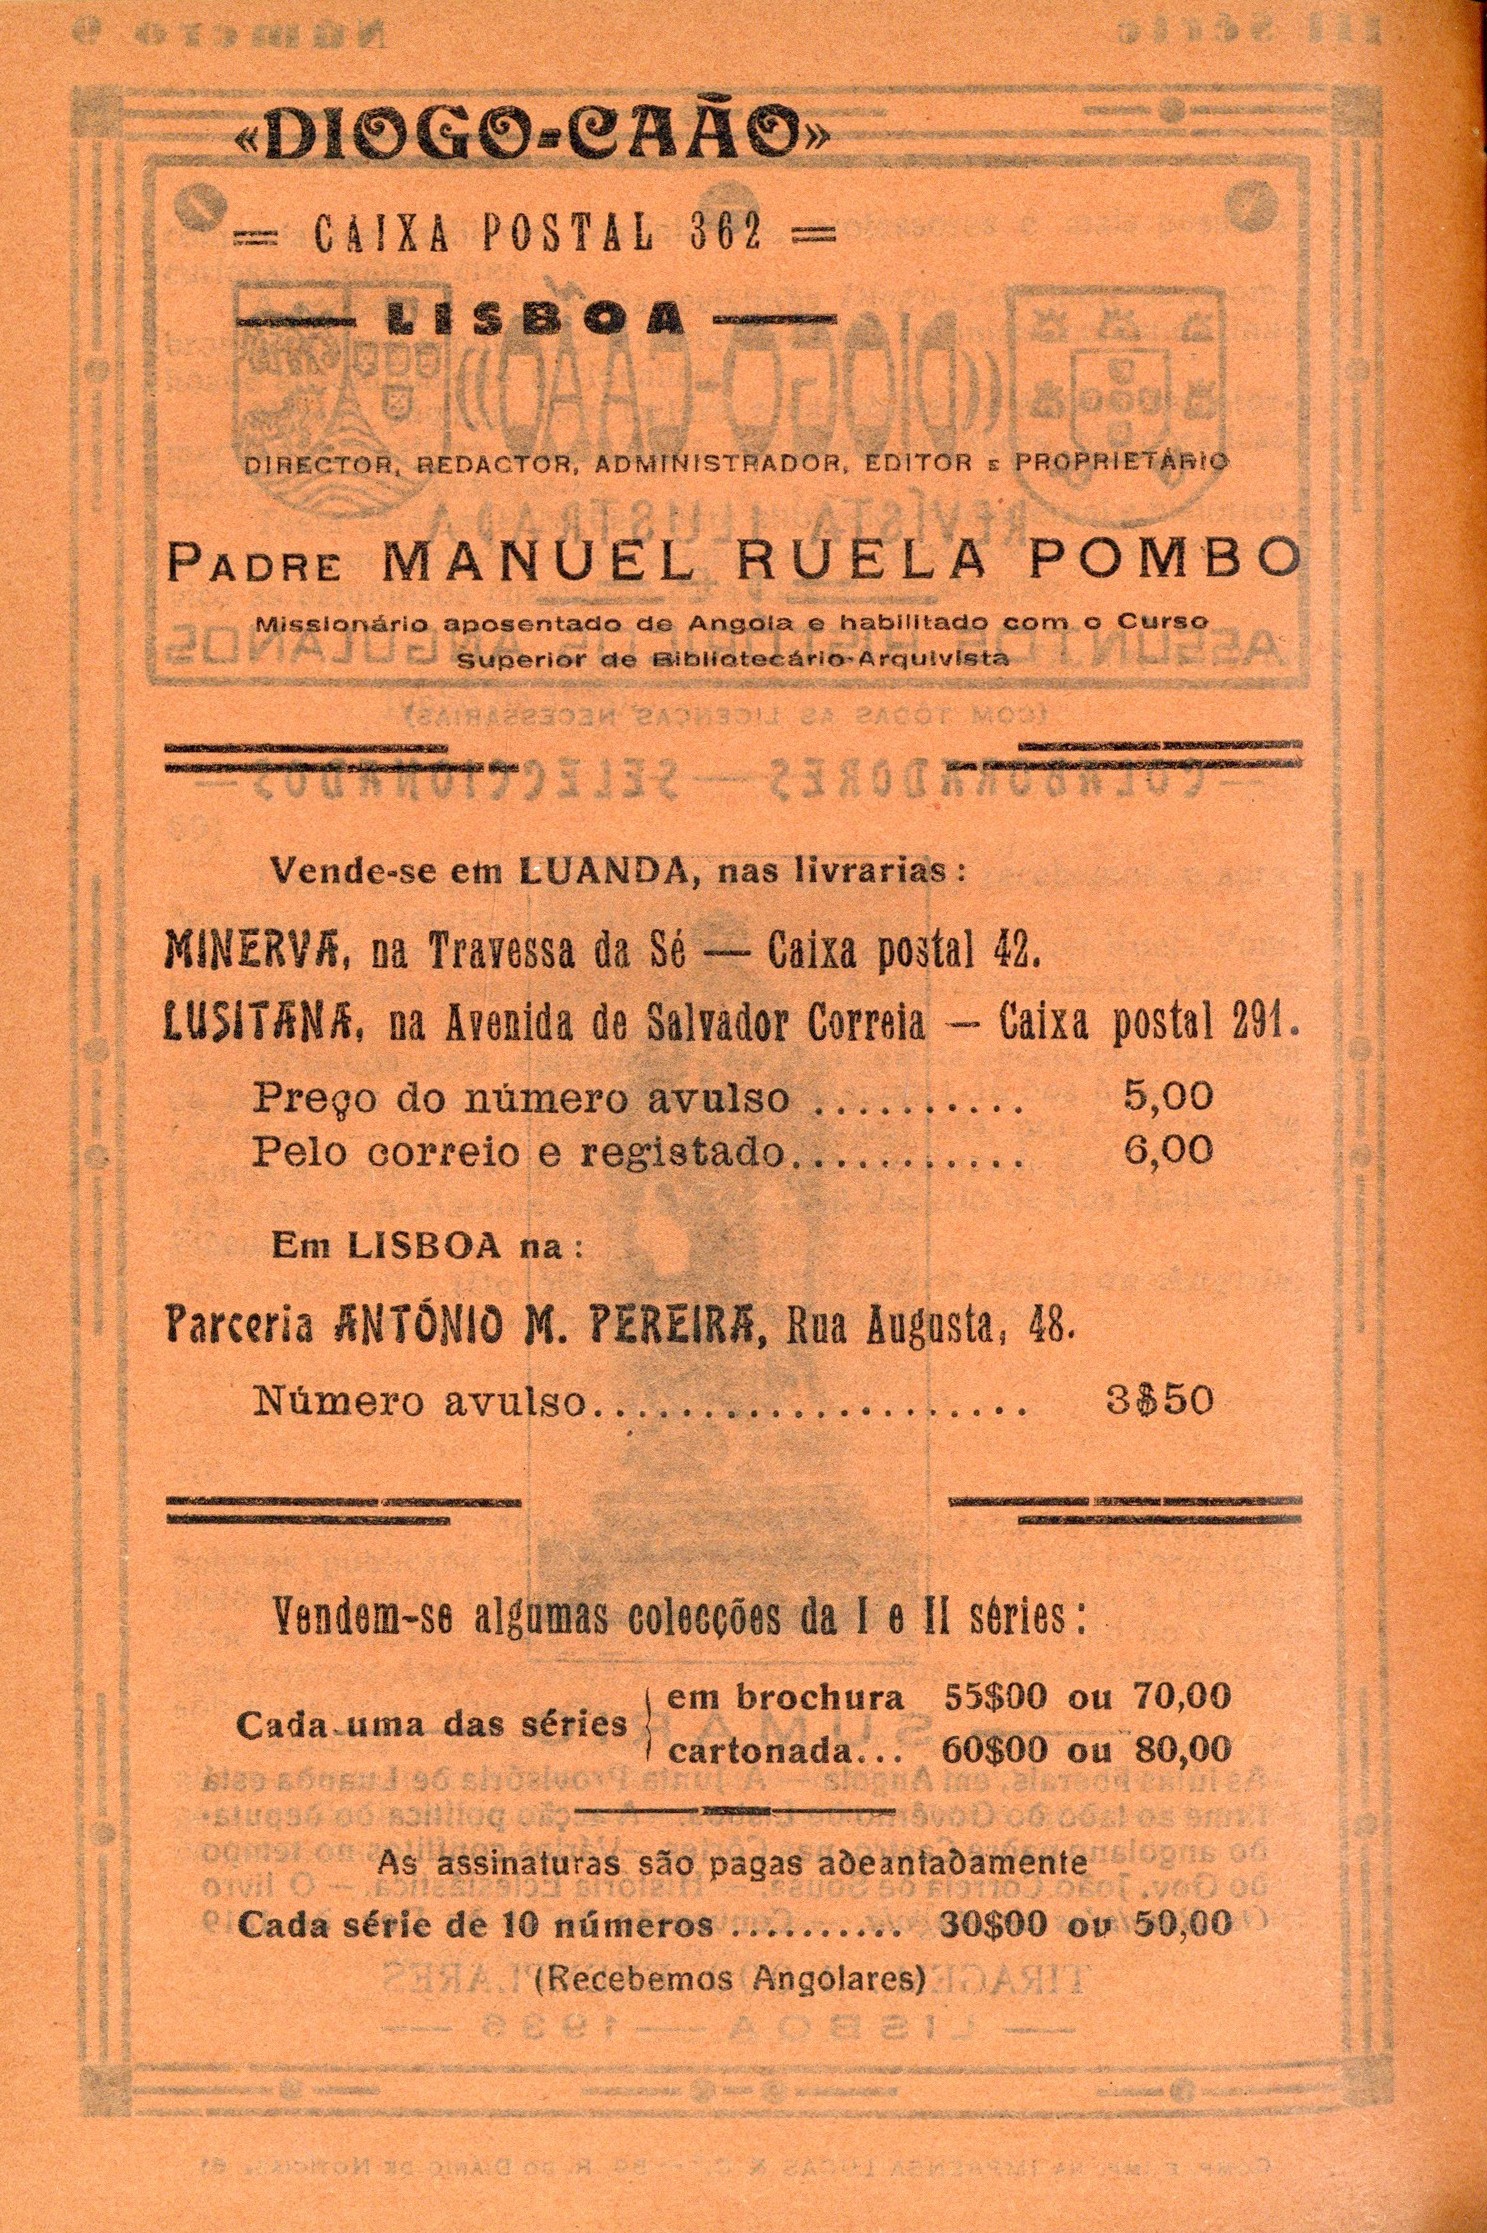 «DIOGO-CAÃO»
= CAIXA POSTAL 362 =
— LISBOA —
DIRECTOR, REDACTOR, ADMINISTRADOR, EDITOR E PROPRIETÁRIO
PADRE MANUEL RUELA POMBO
Missionário aposentado de Angola e habilitado com o Curso
Superior de Bibliotecário-Arquivista
Vende-se em LUANDA, nas livrarias:
MINERVA, na Travessa da Sé — Caixa postal 42.
LUSITANA, na Avenida de Salvador Correia — Caixa postal 291.
Preço do número avulso .......... 5,00
Pelo correio e registado........... 6,00
Em LISBOA na:
Parceria ANTÓNIO M. PEREIRA, Rua Augusta, 48.
Número avulso.................... 3$50
Vendem-se algumas colecções da I e II séries:
Cada uma das séries { em brochura 55$00 ou 70,00
cartonada... 60$00 ou 80,00
As assinaturas são pagas adeantadamente
Cada série de 10 números .......... 30$00 ou 50,00
(Recebemos Angolares)